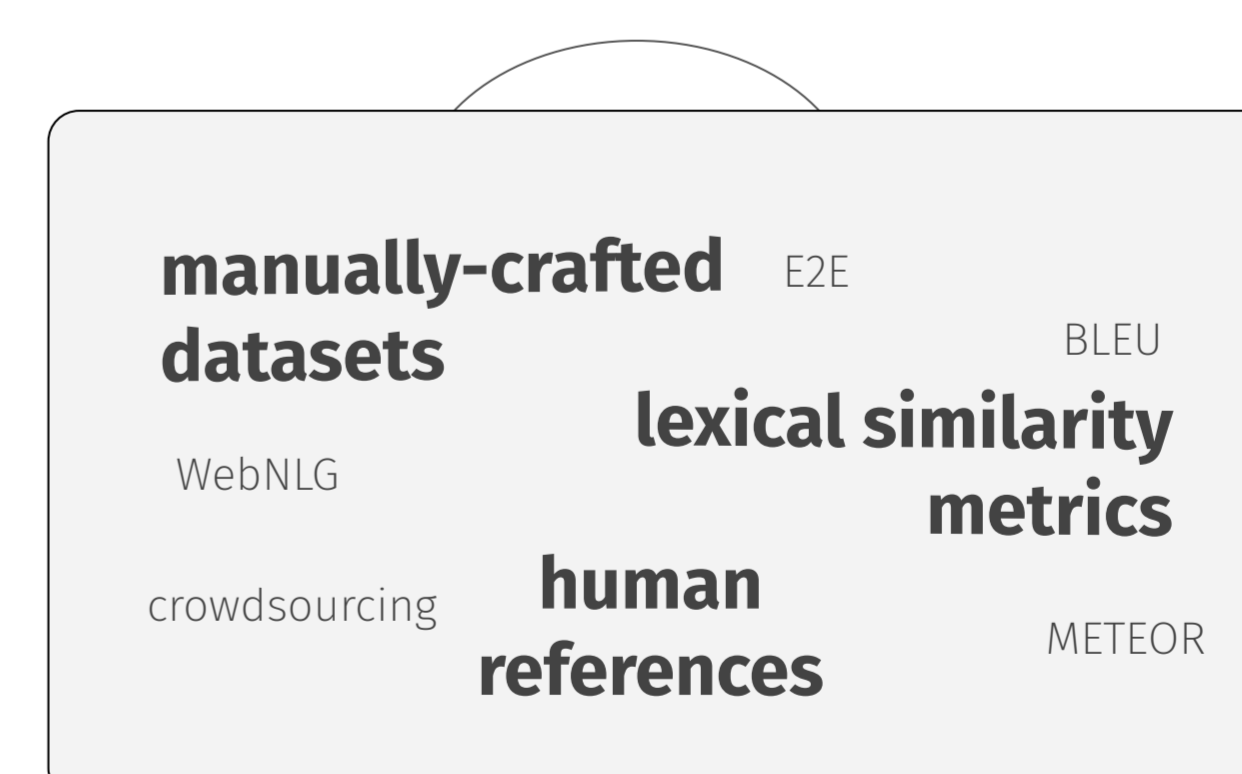 manually-crafted
datasets
E2E
BLEU
lexical similarity
metrics
WebNLG
crowdsourcing
human
references
METEOR